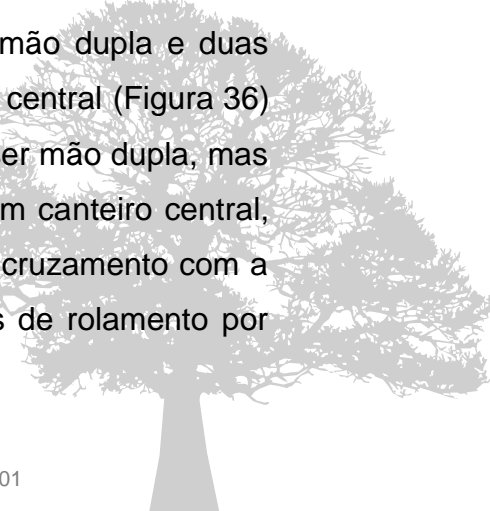 mão dupla e duas
central (Figura 36)
er mão dupla, mas
m canteiro central,
cruzamento com a
s de rolamento por
01